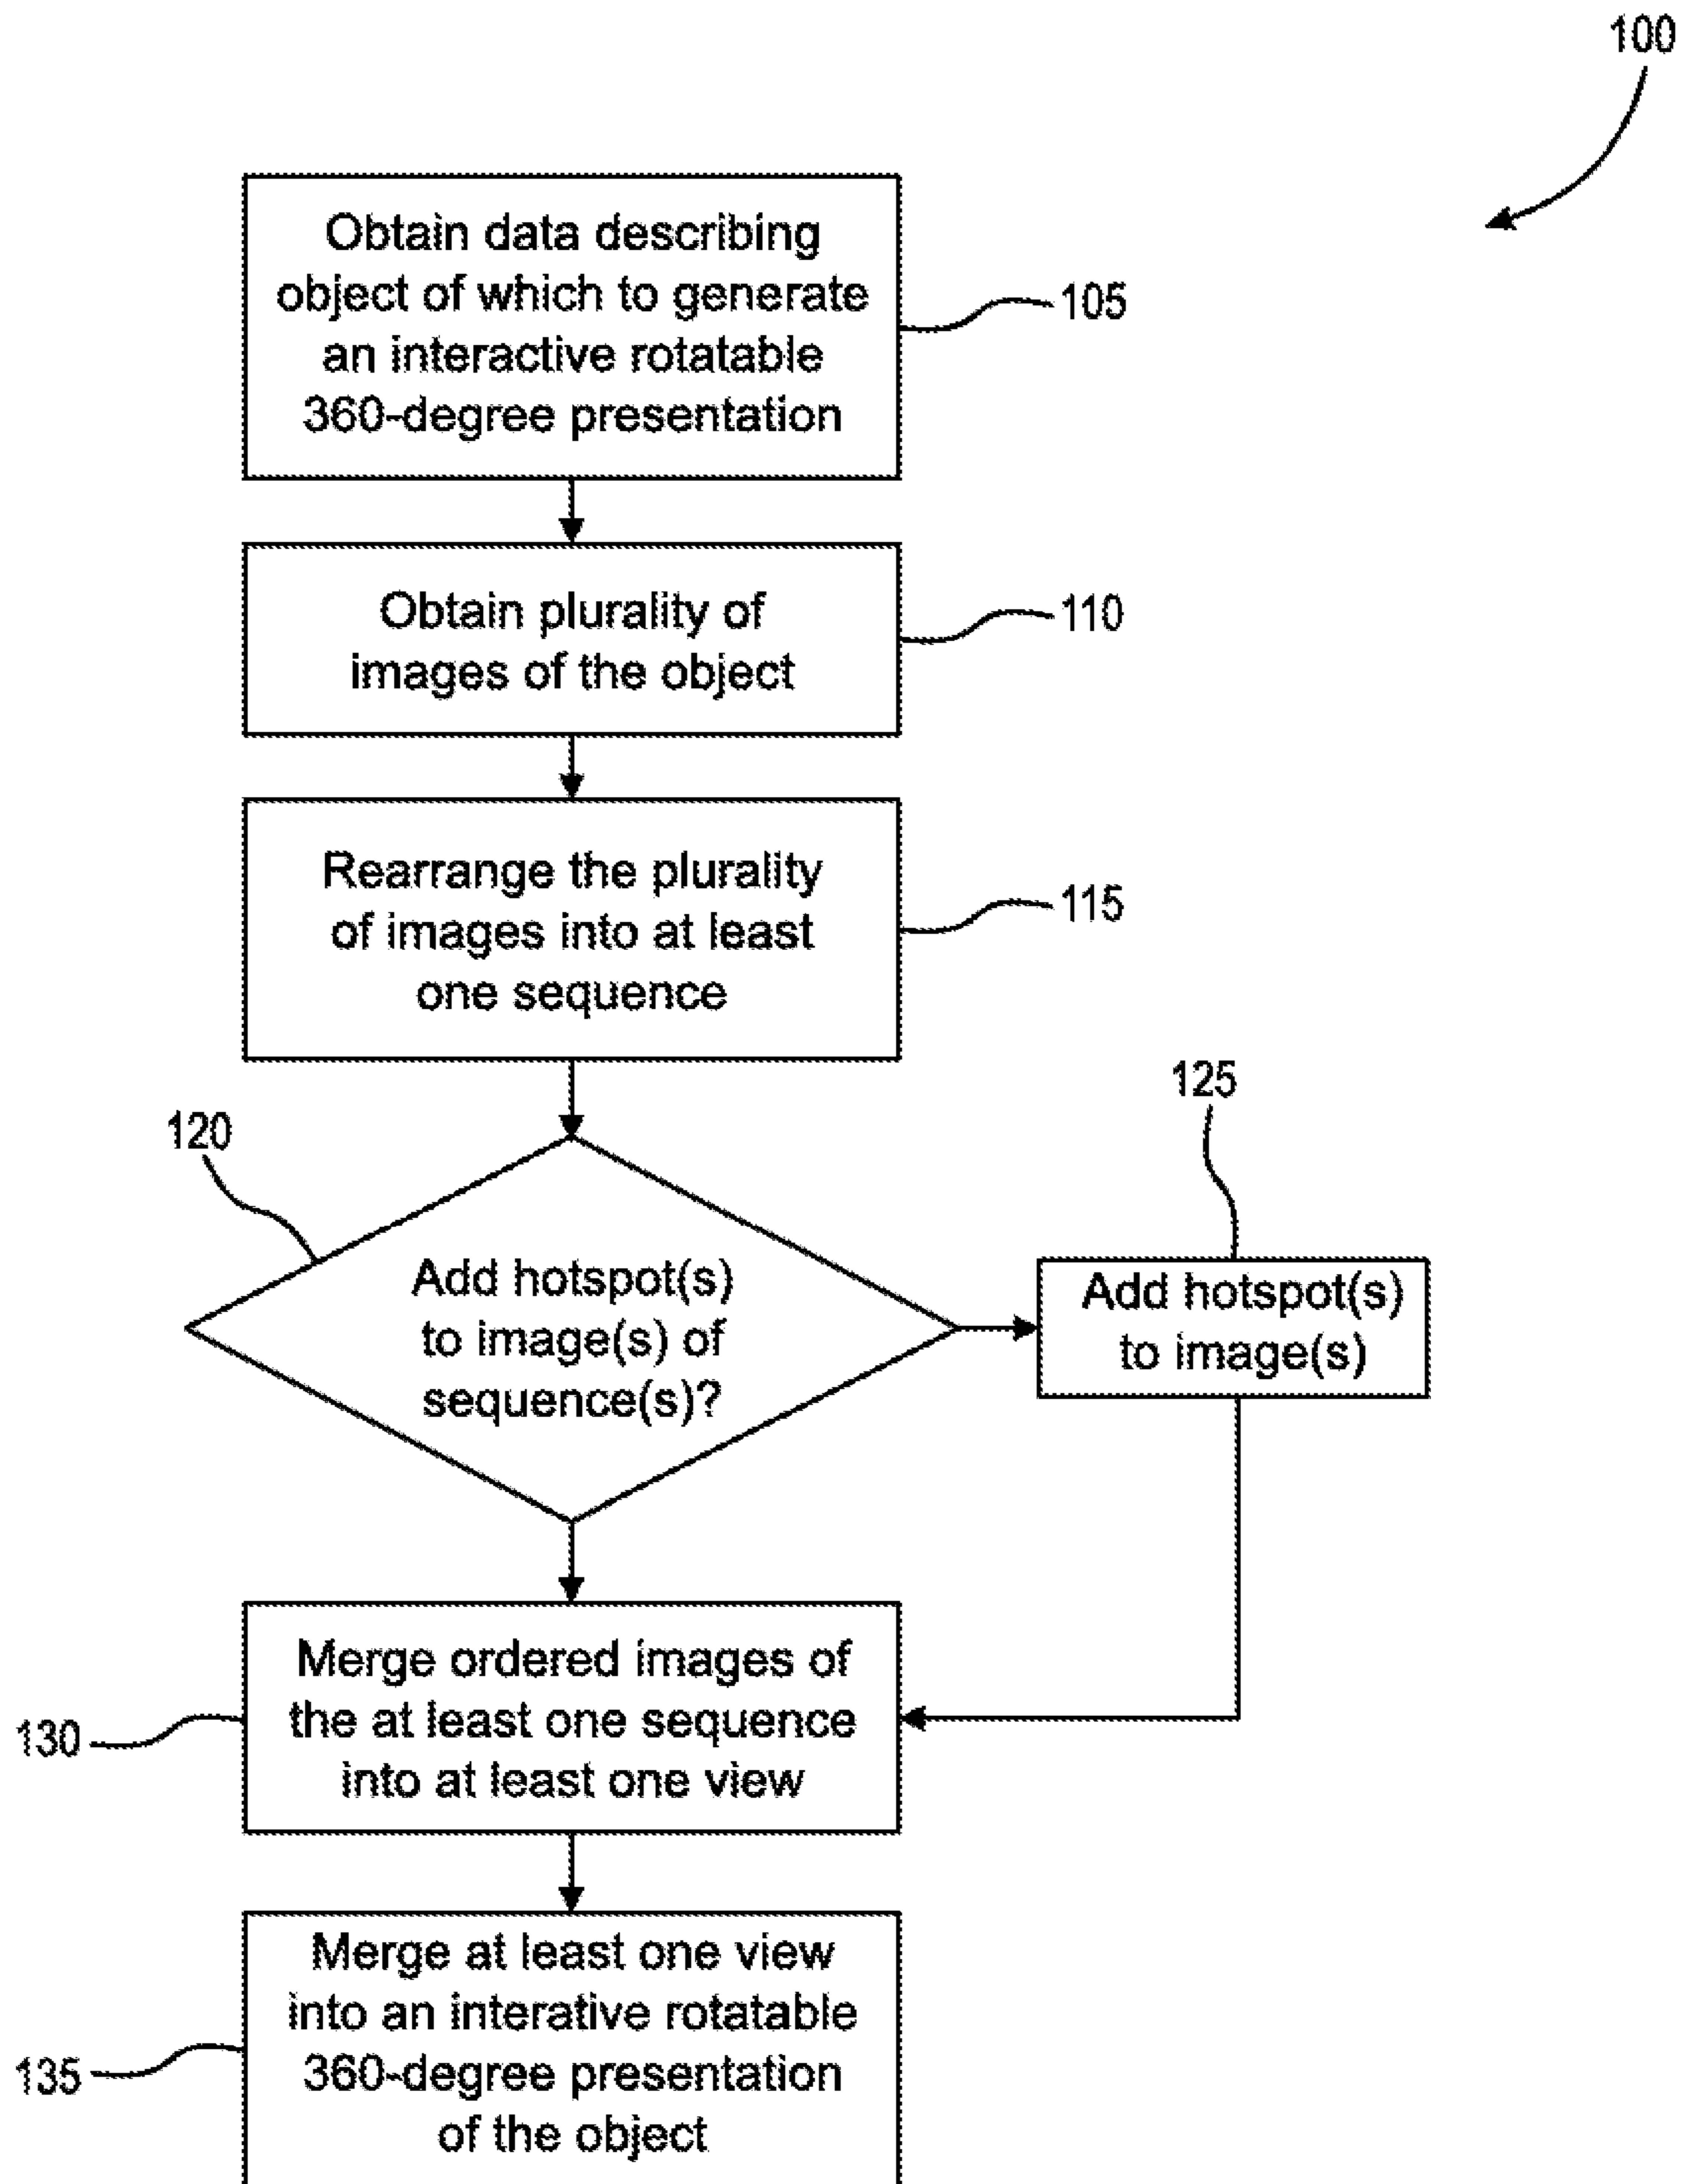 100
Obtain data describing
object of which to generate
an interactive rotatable
360-degree presentation
105
Obtain plurality of
images of the object
110
Rearrange the plurality
of images into at least
one sequence
115
120
Add hotspot(s)
to image(s) of
sequence(s)?
125
Add hotspot(s)
to image(s)
Merge ordered images of
the at least one sequence
into at least one view
130
Merge at least one view
into an interative rotatable
360-degree presentation
of the object
135